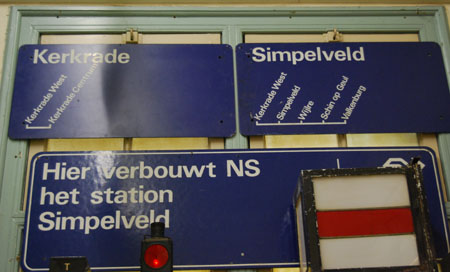 Kerkrade
Kerkrade West
Kerkrade Centrum
Simpelveld
Kerkrade West
Simpelveld
Wijlre
Schin op Geul
Valkenburg
Hier verbouwt NS
het station
Simpelveld